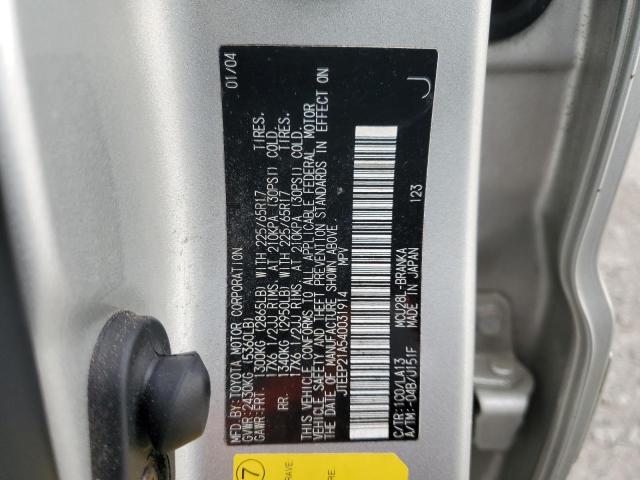 MFD.BY: TOYOTA MOTOR CORPORATION 01/04
GVWR: 2430KG (5360LB)
GAWR-FRT. 1300KG (2865LB) WITH 225/65R17 TIRES.
17X6 1/2JJ RIMS. AT 210KPA (30PSI) COLD.
RR. 1740KG (2950LB) WITH 225/65R17 TIRES.
17X6 1/2JJ RIMS. AT 210KPA (30PSI) COLD.
THIS VEHICLE CONFORMS TO ALL APPLICABLE FEDERAL MOTOR
VEHICLE SAFETY AND THEFT PREVENTION STANDARDS IN EFFECT ON
THE DATE OF MANUFACTURE SHOWN ABOVE.
JTEEP21A540031914 MPV
C/TR: 1C0/LA13 MCU28L-BRANKA 123
A/TM: -04B/U151F MADE IN JAPAN
J
7
RAVE
RE